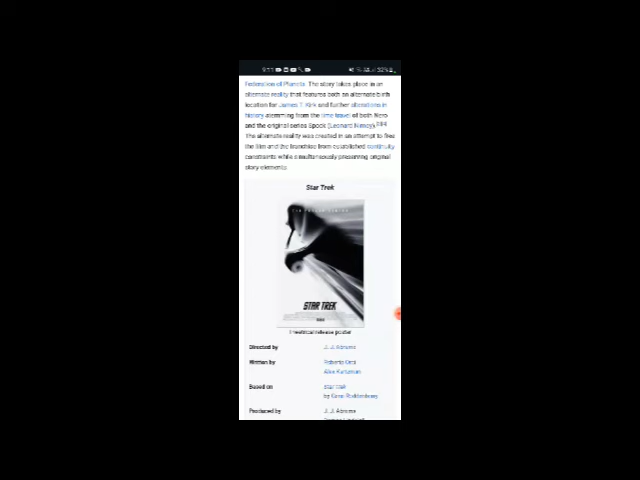 Federation of Planets. The story takes place in an
alternate reality that features both an alternate birth
location for James T. Kirk and further alterations in
history stemming from the time travel of both Nero
and the original series Spock (Leonard Nimoy).
The alternate reality was created in an attempt to free
the film and the franchise from established continuity
constraints while simultaneously preserving original
story elements.
Star Trek
THE FUTURE BEGINS
STAR TREK
Theatrical release poster
Directed by J. J. Abrams
Written by Roberto Orci
Alex Kurtzman
Based on Star Trek
by Gene Roddenberry
Produced by J. J. Abrams